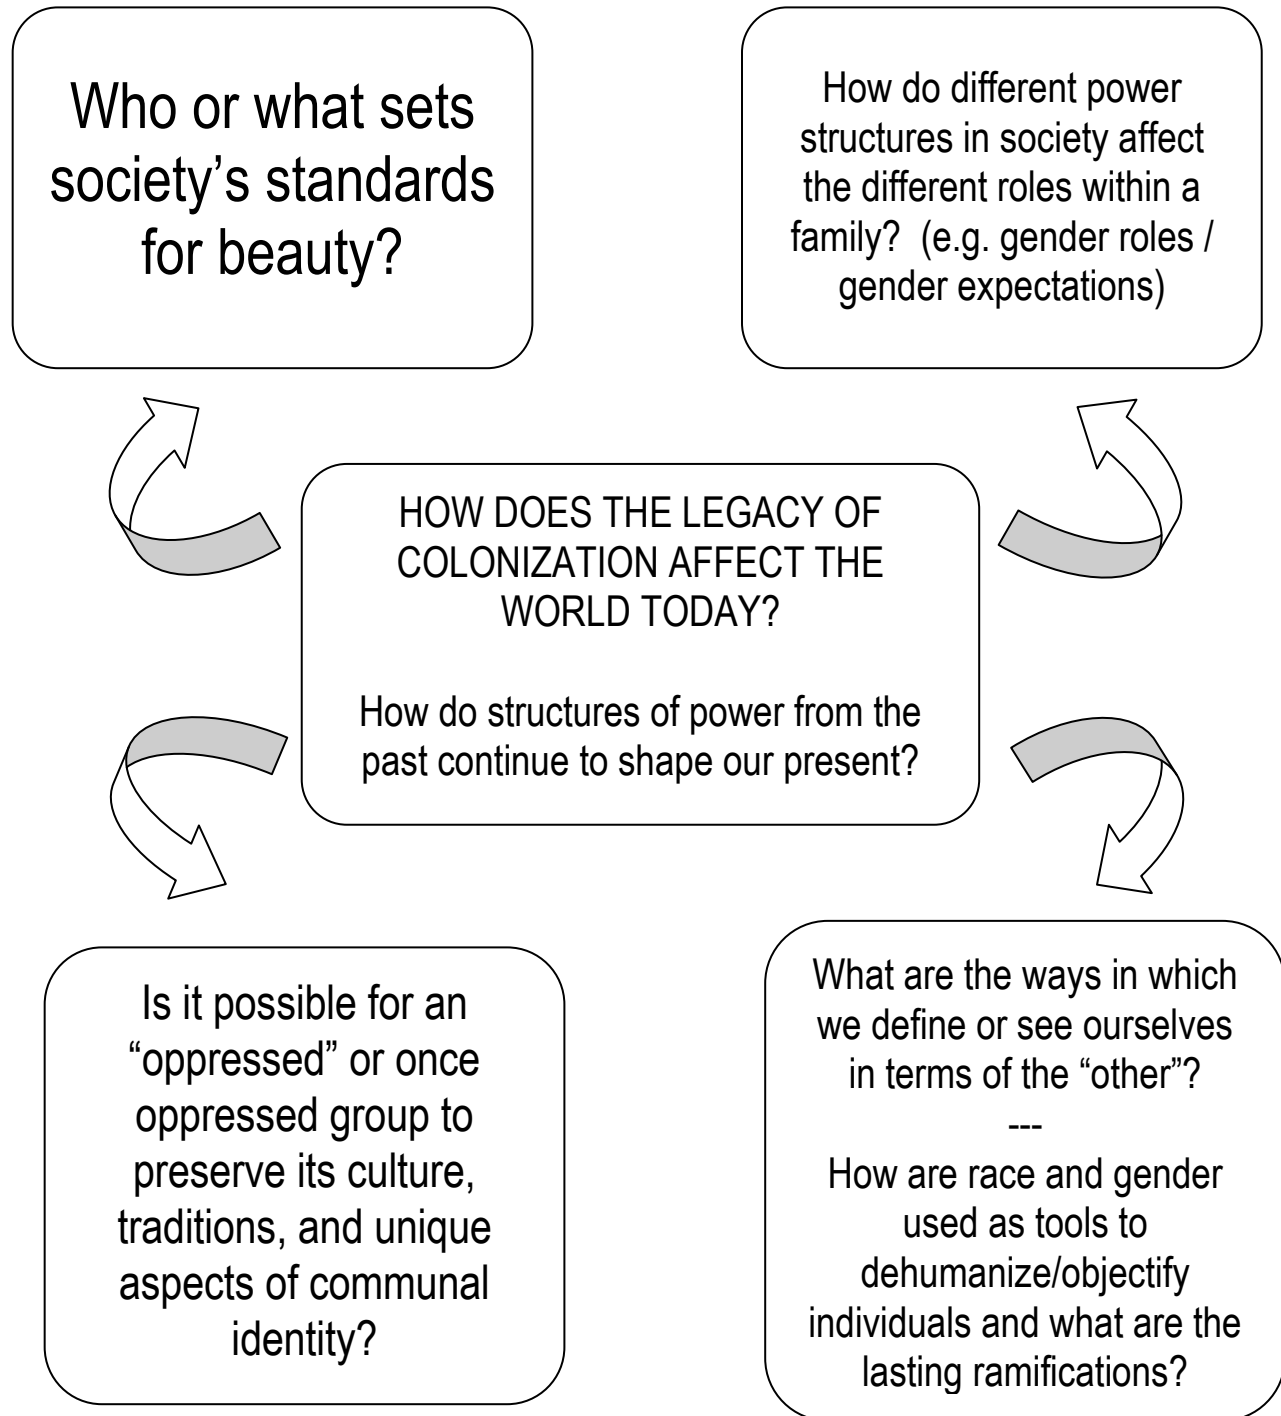 Who or what sets
society’s standards
for beauty?
How do different power
structures in society affect
the different roles within a
family?  (e.g. gender roles /
gender expectations)
HOW DOES THE LEGACY OF
COLONIZATION AFFECT THE
WORLD TODAY?
How do structures of power from the
past continue to shape our present?
Is it possible for an
“oppressed” or once
oppressed group to
preserve its culture,
traditions, and unique
aspects of communal
identity?
What are the ways in which
we define or see ourselves
in terms of the “other”?
---
How are race and gender
used as tools to
dehumanize/objectify
individuals and what are the
lasting ramifications?